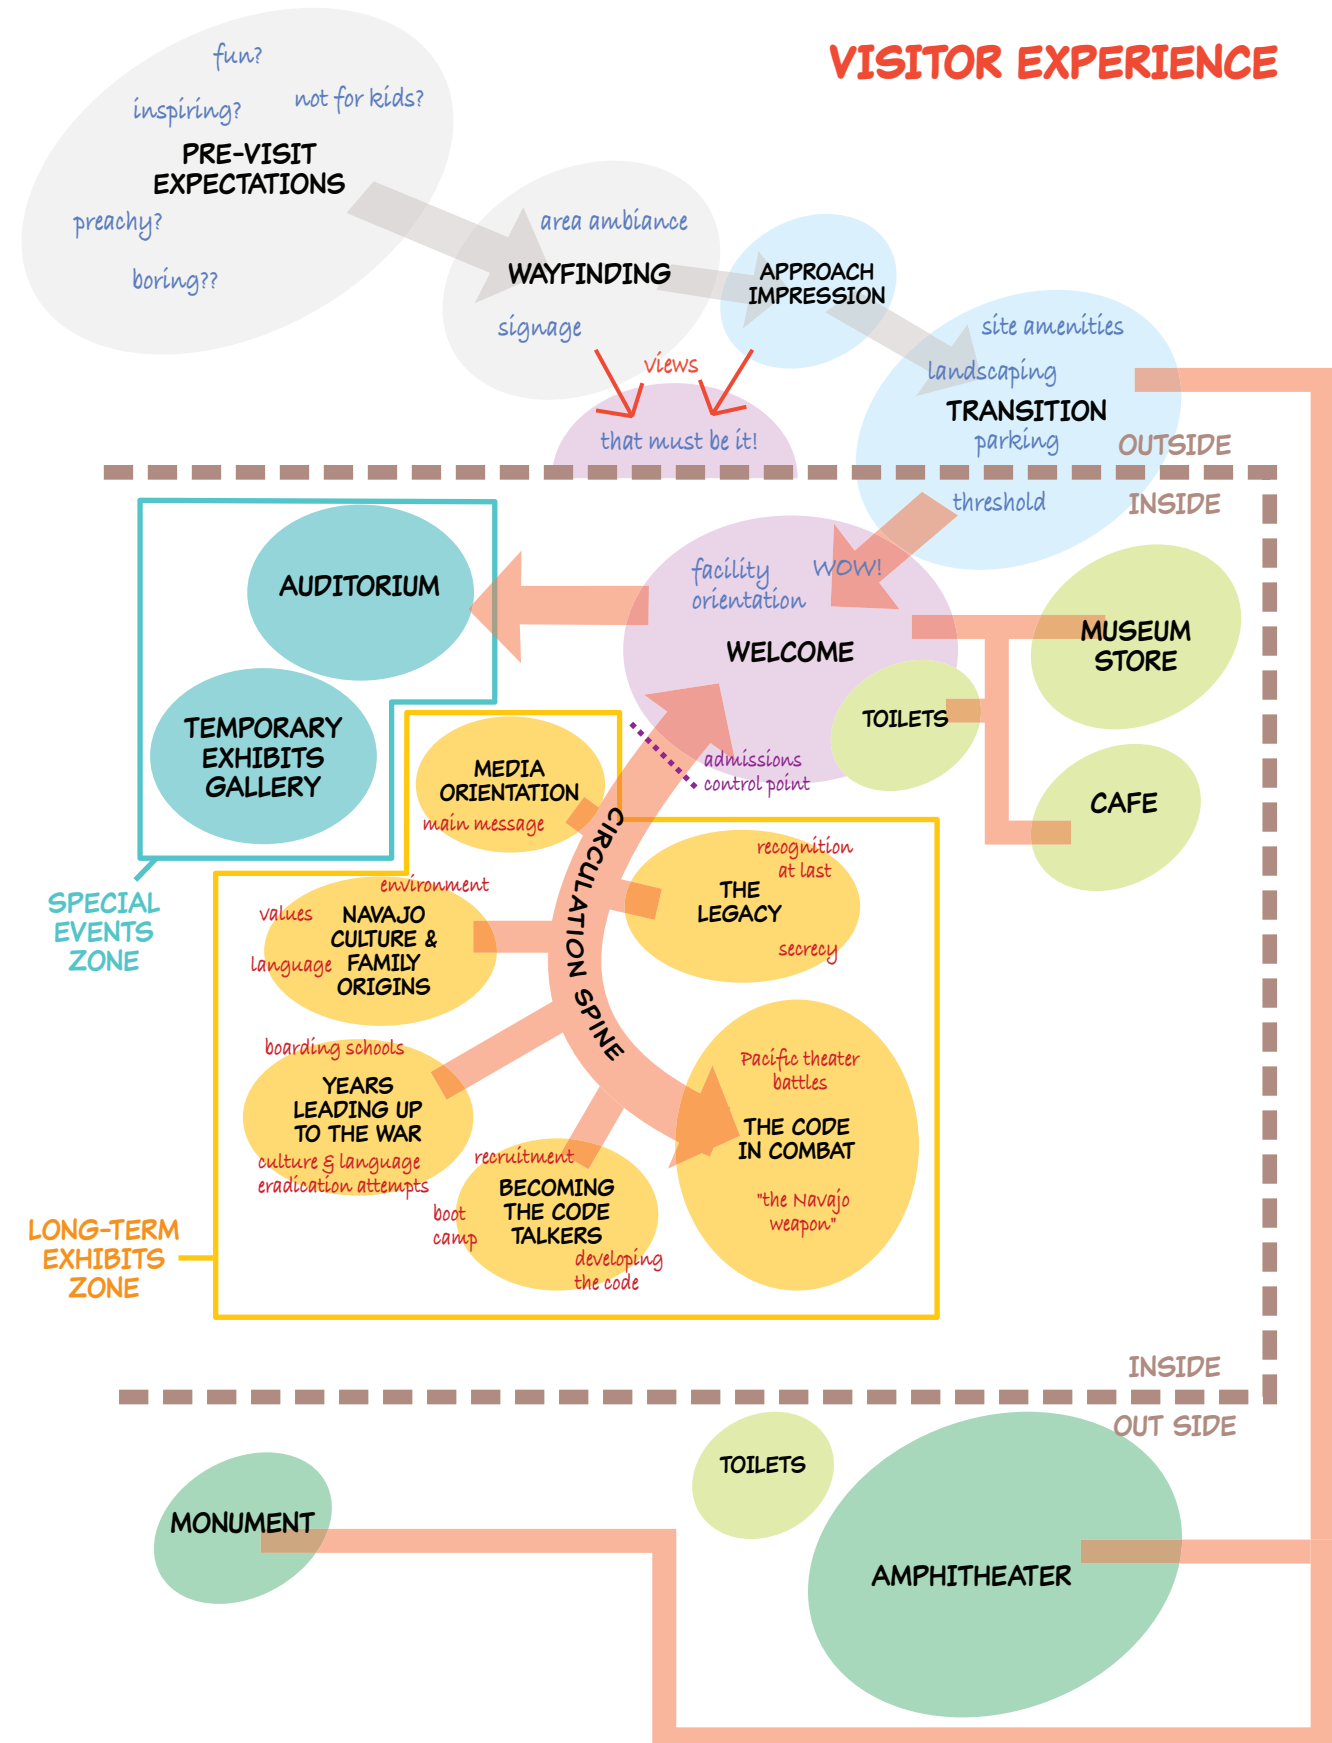 VISITOR EXPERIENCE
fun?
inspiring?
not for kids?
PRE-VISIT
EXPECTATIONS
preachy?
boring??
area ambiance
WAYFINDING
signage
APPROACH
IMPRESSION
views
that must be it!
site amenities
landscaping
TRANSITION
parking
threshold
OUTSIDE
INSIDE
AUDITORIUM
TEMPORARY
EXHIBITS
GALLERY
SPECIAL
EVENTS
ZONE
facility
orientation
WOW!
WELCOME
admissions
control point
MUSEUM
STORE
TOILETS
CAFE
MEDIA
ORIENTATION
main message
CIRCULATION SPINE
recognition
at last
THE
LEGACY
secrecy
environment
values
language
NAVAJO
CULTURE &
FAMILY
ORIGINS
boarding schools
YEARS
LEADING UP
TO THE WAR
culture & language
eradication attempts
recruitment
BECOMING
THE CODE
TALKERS
boot
camp
developing
the code
Pacific theater
battles
THE CODE
IN COMBAT
"the Navajo
weapon"
LONG-TERM
EXHIBITS
ZONE
INSIDE
OUT SIDE
TOILETS
MONUMENT
AMPHITHEATER